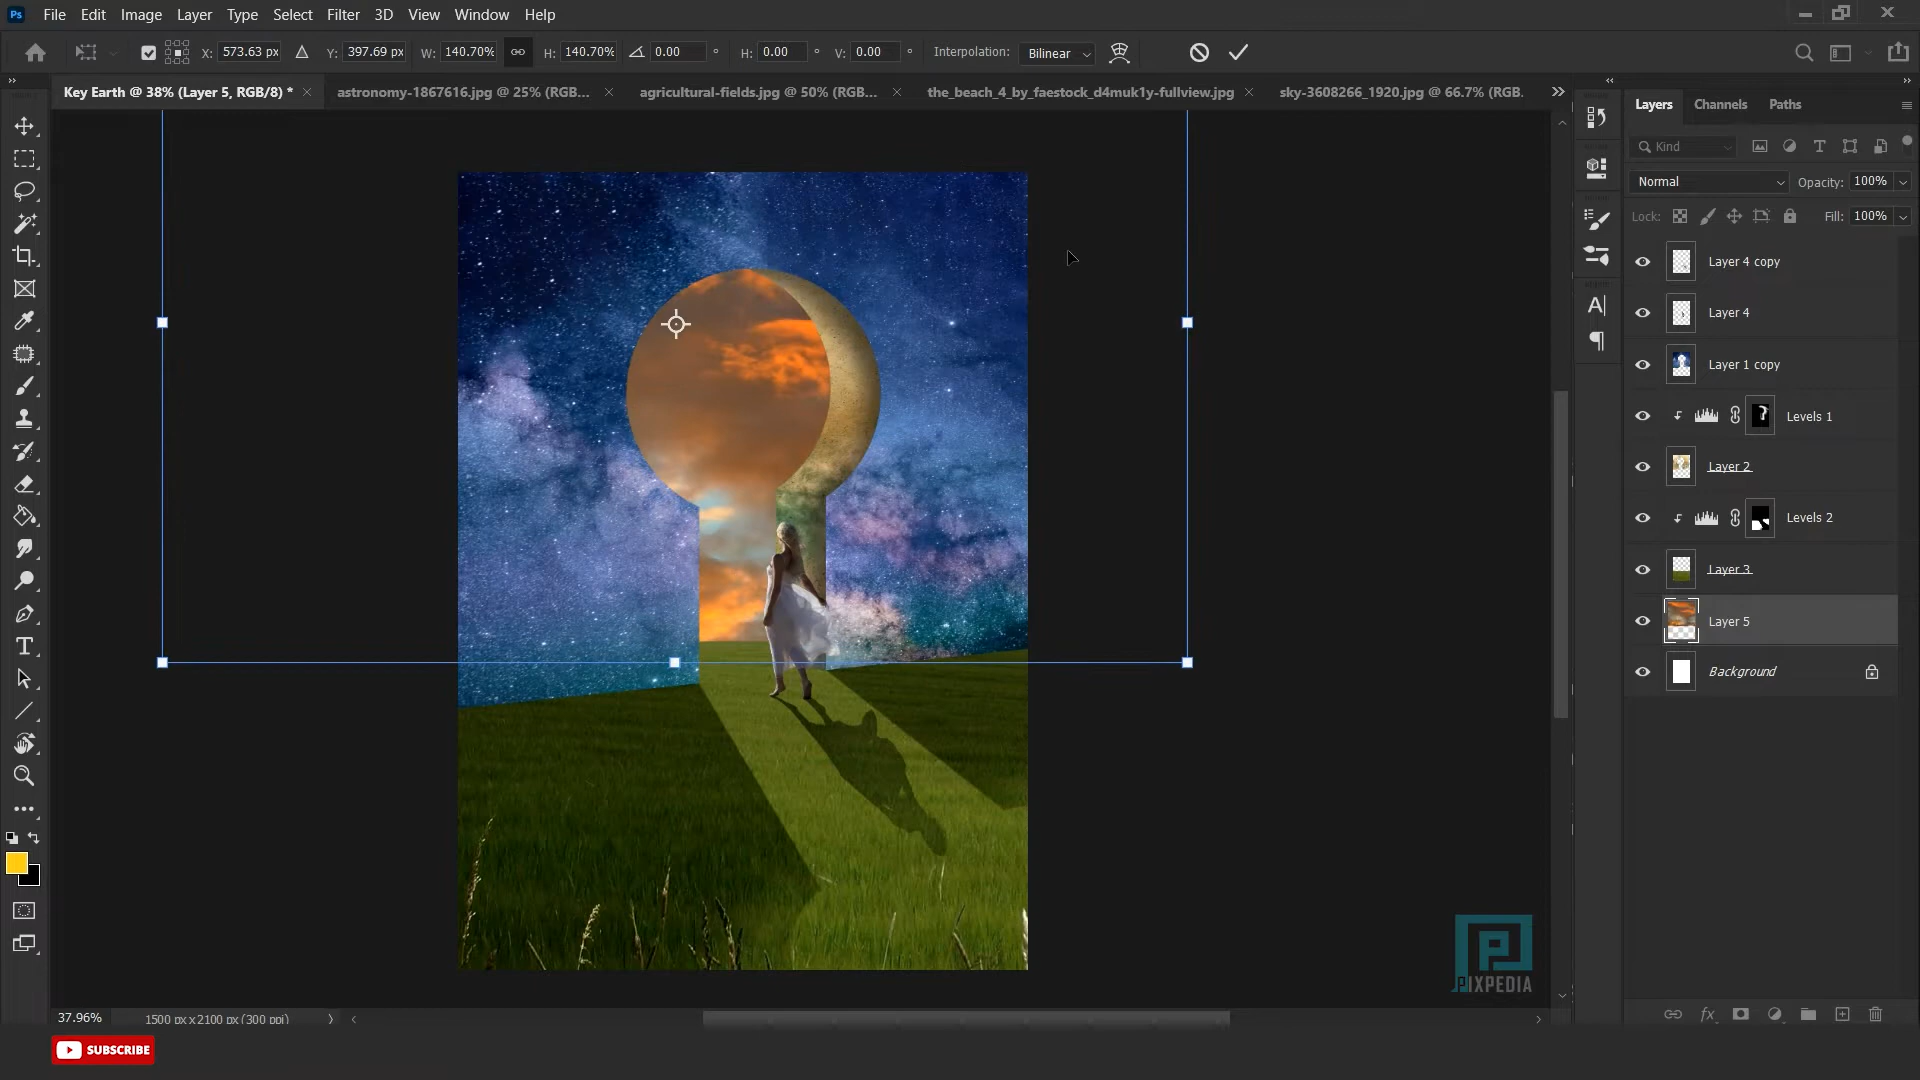 Ps File Edit Image Layer Type Select Filter 3D View Window Help
X: 573.63 px Y: 397.69 px W: 140.70% H: 140.70% 0.00 ° H: 0.00 ° V: 0.00 ° Interpolation: Bilinear
Key Earth @ 38% (Layer 5, RGB/8) * astronomy-1867616.jpg @ 25% (RGB... agricultural-fields.jpg @ 50% (RGB... the_beach_4_by_faestock_d4muk1y-fullview.jpg sky-3608266_1920.jpg @ 66.7% (RGB.
Layers Channels Paths
Kind
Normal Opacity: 100%
Lock: Fill: 100%
Layer 4 copy
Layer 4
Layer 1 copy
Levels 1
Layer 2
Levels 2
Layer 3
Layer 5
Background
PIXPEDIA
37.96% 1500 px x 2100 px (300 ppi)
SUBSCRIBE